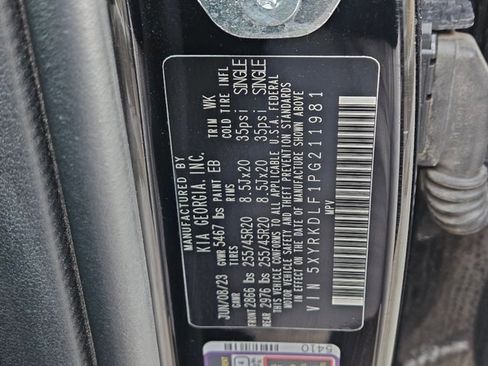 MANUFACTURED BY
KIA GEORGIA, INC.
JUN/08/23 GVWR 5467 lbs PAINT EB TRIM WK
GAWR TIRES RIMS COLD TIRE INFL
FRONT 2866 lbs 255/45R20 8.5JX20 35psi SINGLE
REAR 2976 lbs 255/45R20 8.5JX20 35psi SINGLE
THIS VEHICLE CONFORMS TO ALL APPLICABLE U.S.A. FEDERAL
MOTOR VEHICLE SAFETY AND THEFT PREVENTION STANDARDS
IN EFFECT ON THE DATE OF MANUFACTURE SHOWN ABOVE
VIN 5XYRKDLF1PG211981
MPV
5410